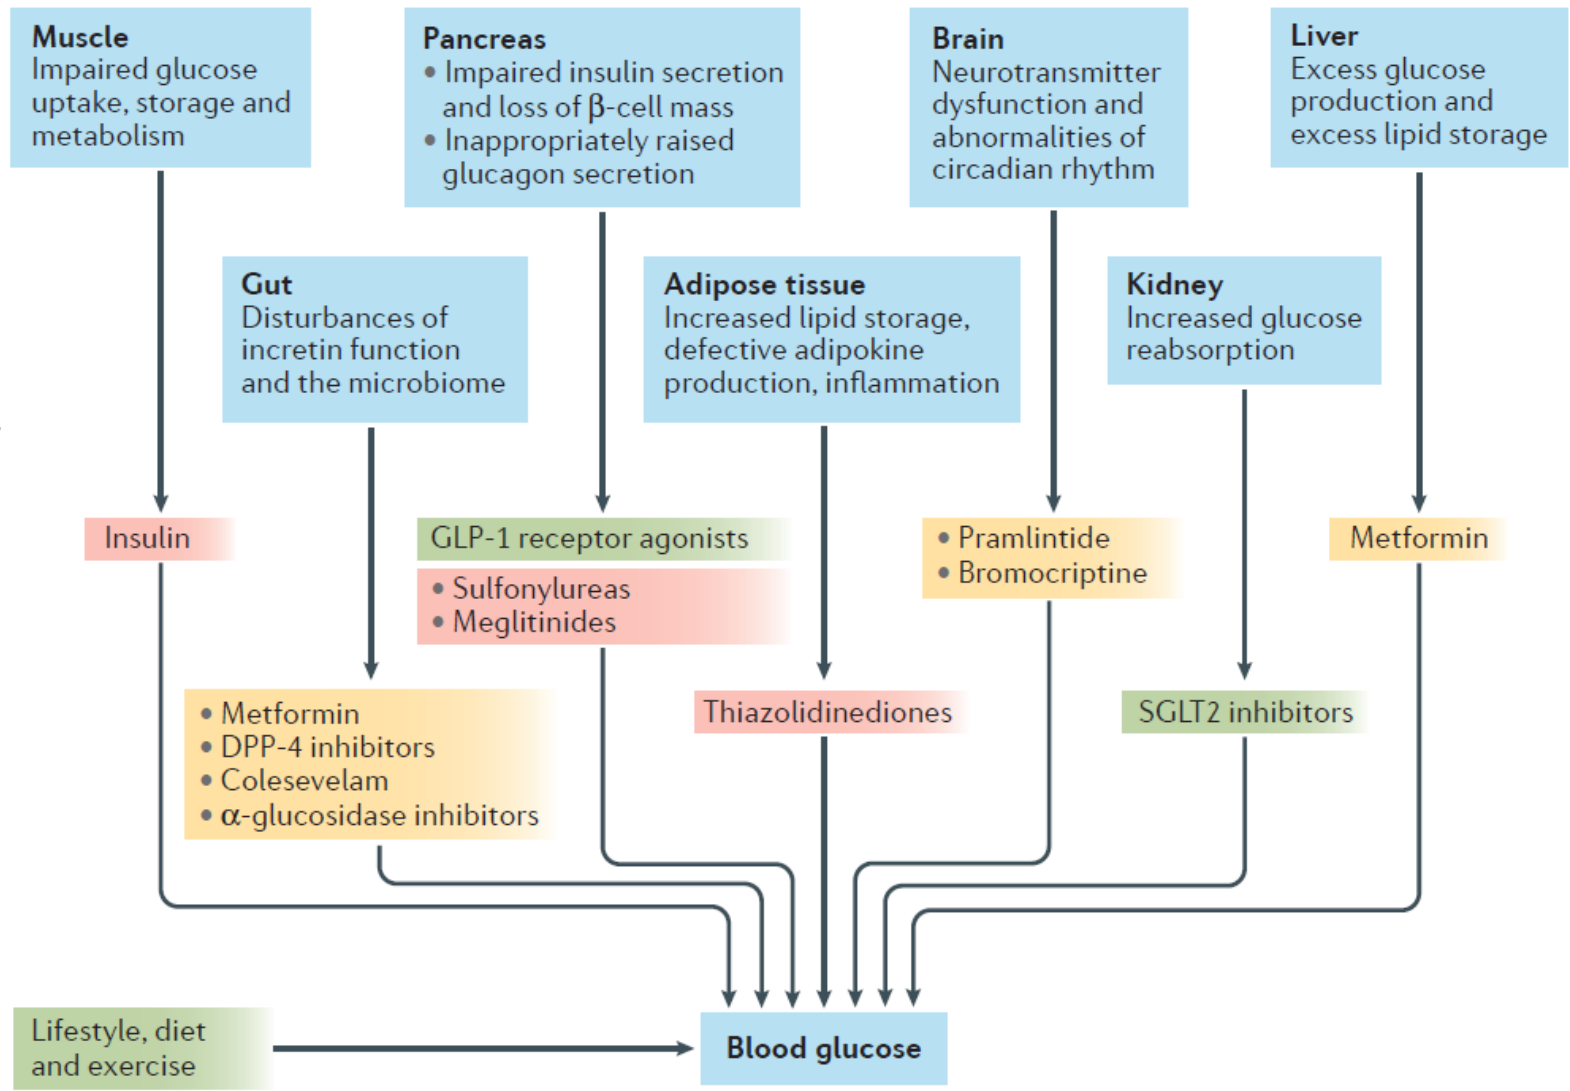 Muscle
Impaired glucose
uptake, storage and
metabolism
Pancreas
• Impaired insulin secretion
and loss of β-cell mass
• Inappropriately raised
glucagon secretion
Brain
Neurotransmitter
dysfunction and
abnormalities of
circadian rhythm
Liver
Excess glucose
production and
excess lipid storage
Gut
Disturbances of
incretin function
and the microbiome
Adipose tissue
Increased lipid storage,
defective adipokine
production, inflammation
Kidney
Increased glucose
reabsorption
Insulin
GLP-1 receptor agonists
• Sulfonylureas
• Meglitinides
• Pramlintide
• Bromocriptine
Metformin
• Metformin
• DPP-4 inhibitors
• Colesevelam
• α-glucosidase inhibitors
Thiazolidinediones
SGLT2 inhibitors
Lifestyle, diet
and exercise
Blood glucose